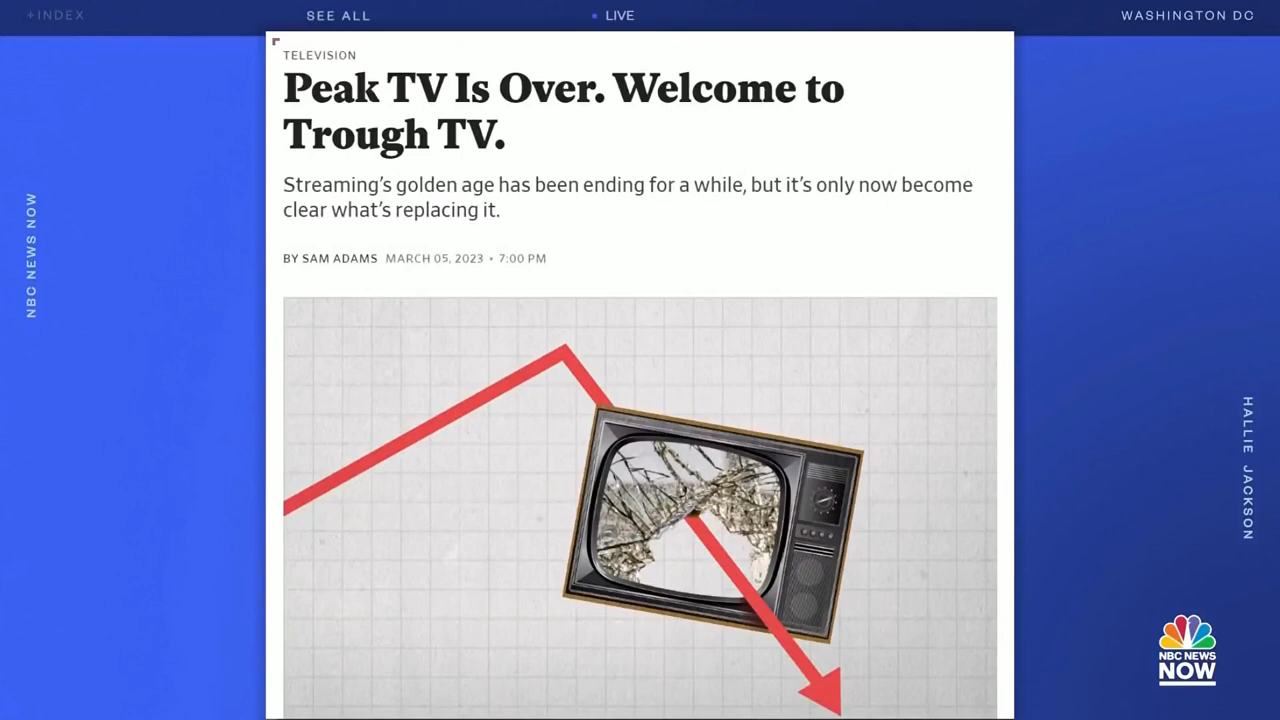 +INDEX
SEE ALL
LIVE
WASHINGTON DC
TELEVISION
Peak TV Is Over. Welcome to
Trough TV.
Streaming’s golden age has been ending for a while, but it’s only now become
clear what’s replacing it.
BY SAM ADAMS MARCH 05, 2023 • 7:00 PM
NBC NEWS NOW
HALLIE JACKSON
NBC NEWS
NOW